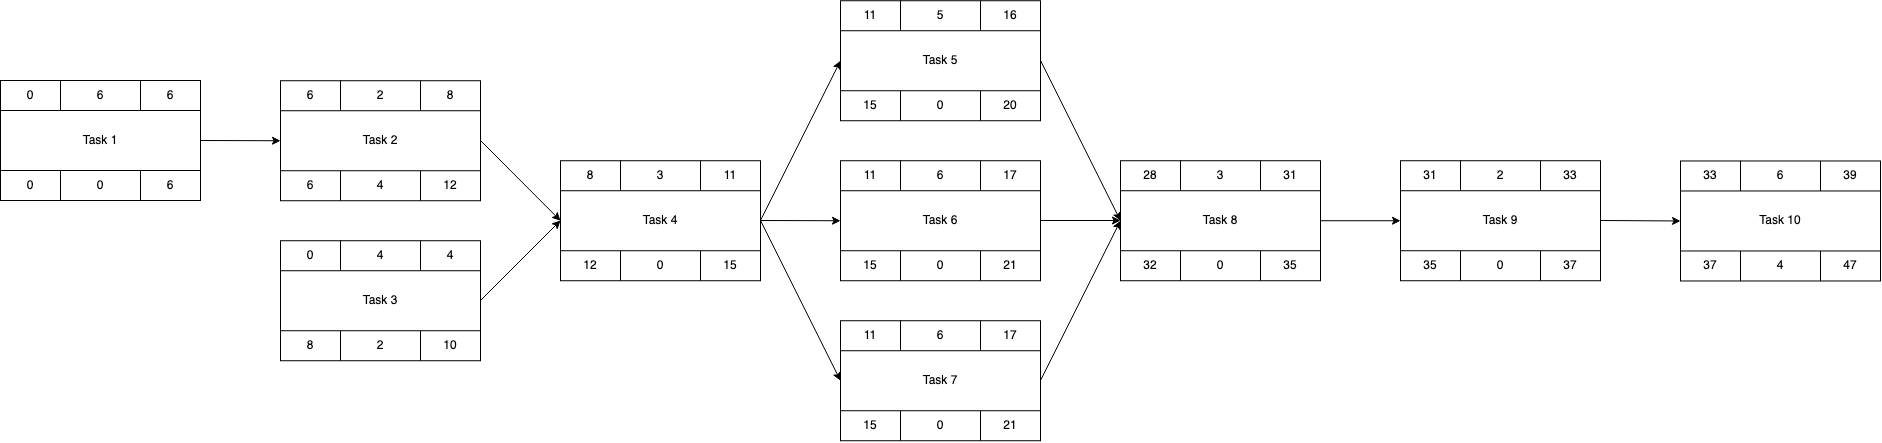 0 6 6
Task 1
0 0 6
6 2 8
Task 2
6 4 12
0 4 4
Task 3
8 2 10
8 3 11
Task 4
12 0 15
11 5 16
Task 5
15 0 20
11 6 17
Task 6
15 0 21
11 6 17
Task 7
15 0 21
28 3 31
Task 8
32 0 35
31 2 33
Task 9
35 0 37
33 6 39
Task 10
37 4 47